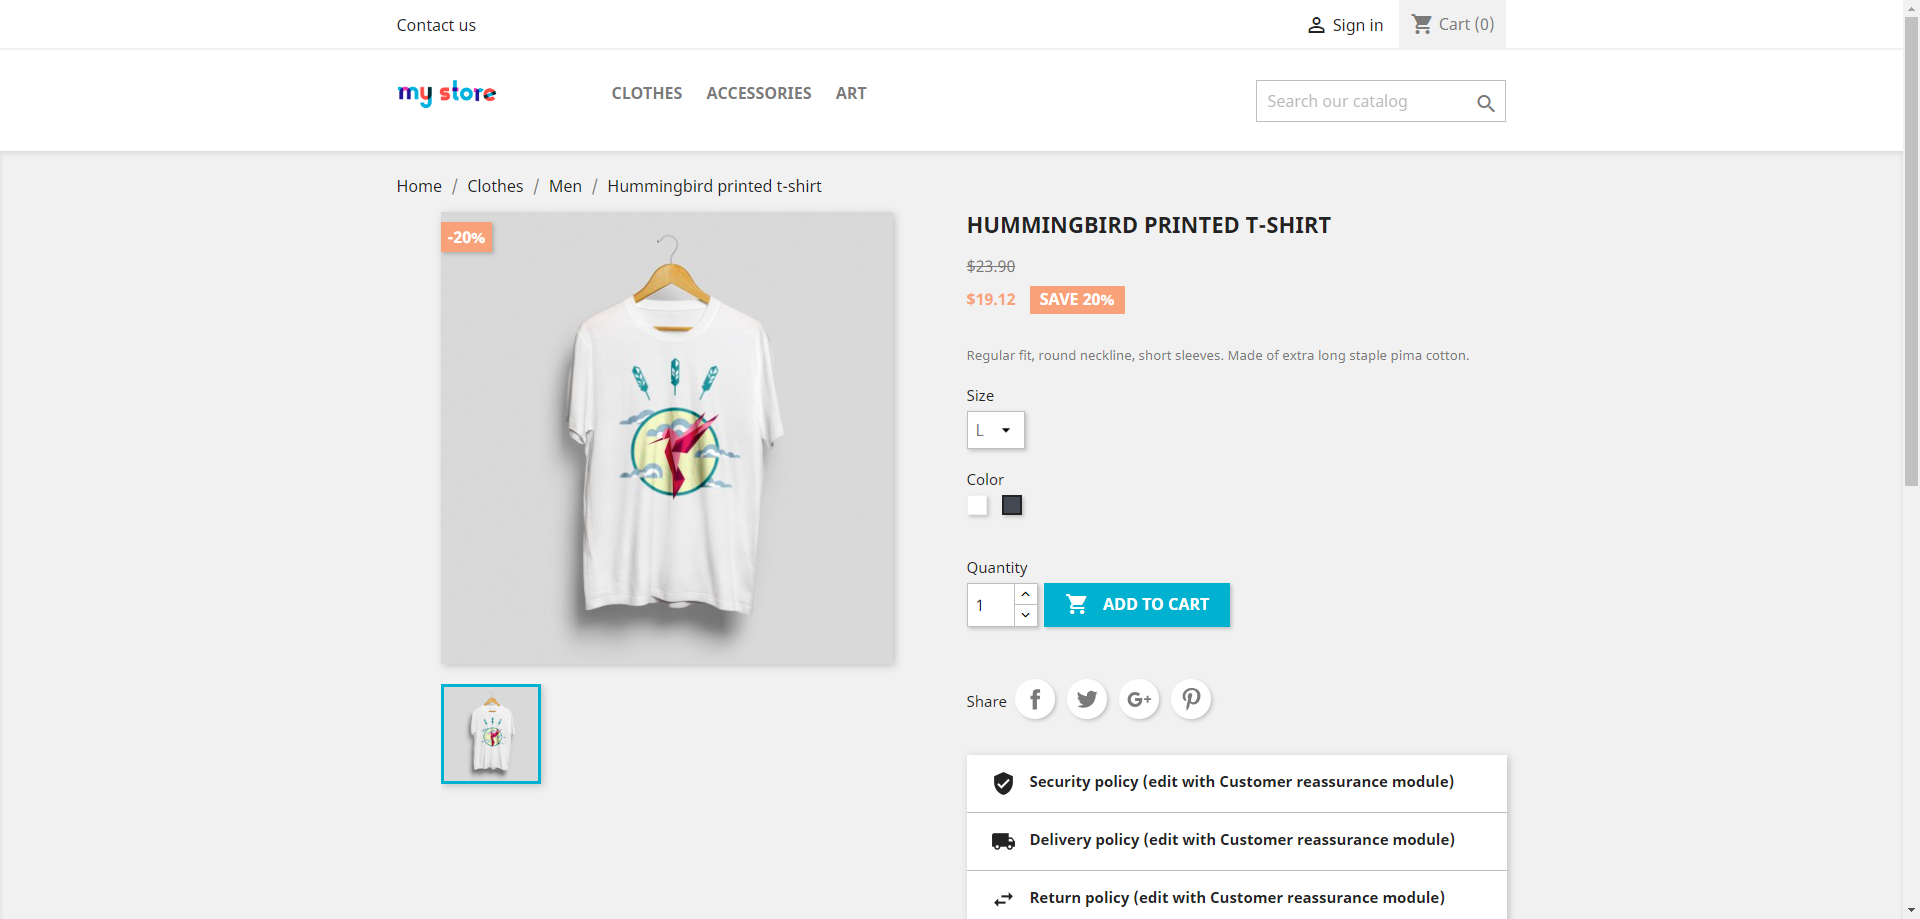 Contact us
Sign in
Cart (0)
my store
CLOTHES
ACCESSORIES
ART
Search our catalog
Home / Clothes / Men / Hummingbird printed t-shirt
-20%
HUMMINGBIRD PRINTED T-SHIRT
$23.90
$19.12 SAVE 20%
Regular fit, round neckline, short sleeves. Made of extra long staple pima cotton.
Size
L
Color
Quantity
1
ADD TO CART
Share
Security policy (edit with Customer reassurance module)
Delivery policy (edit with Customer reassurance module)
Return policy (edit with Customer reassurance module)